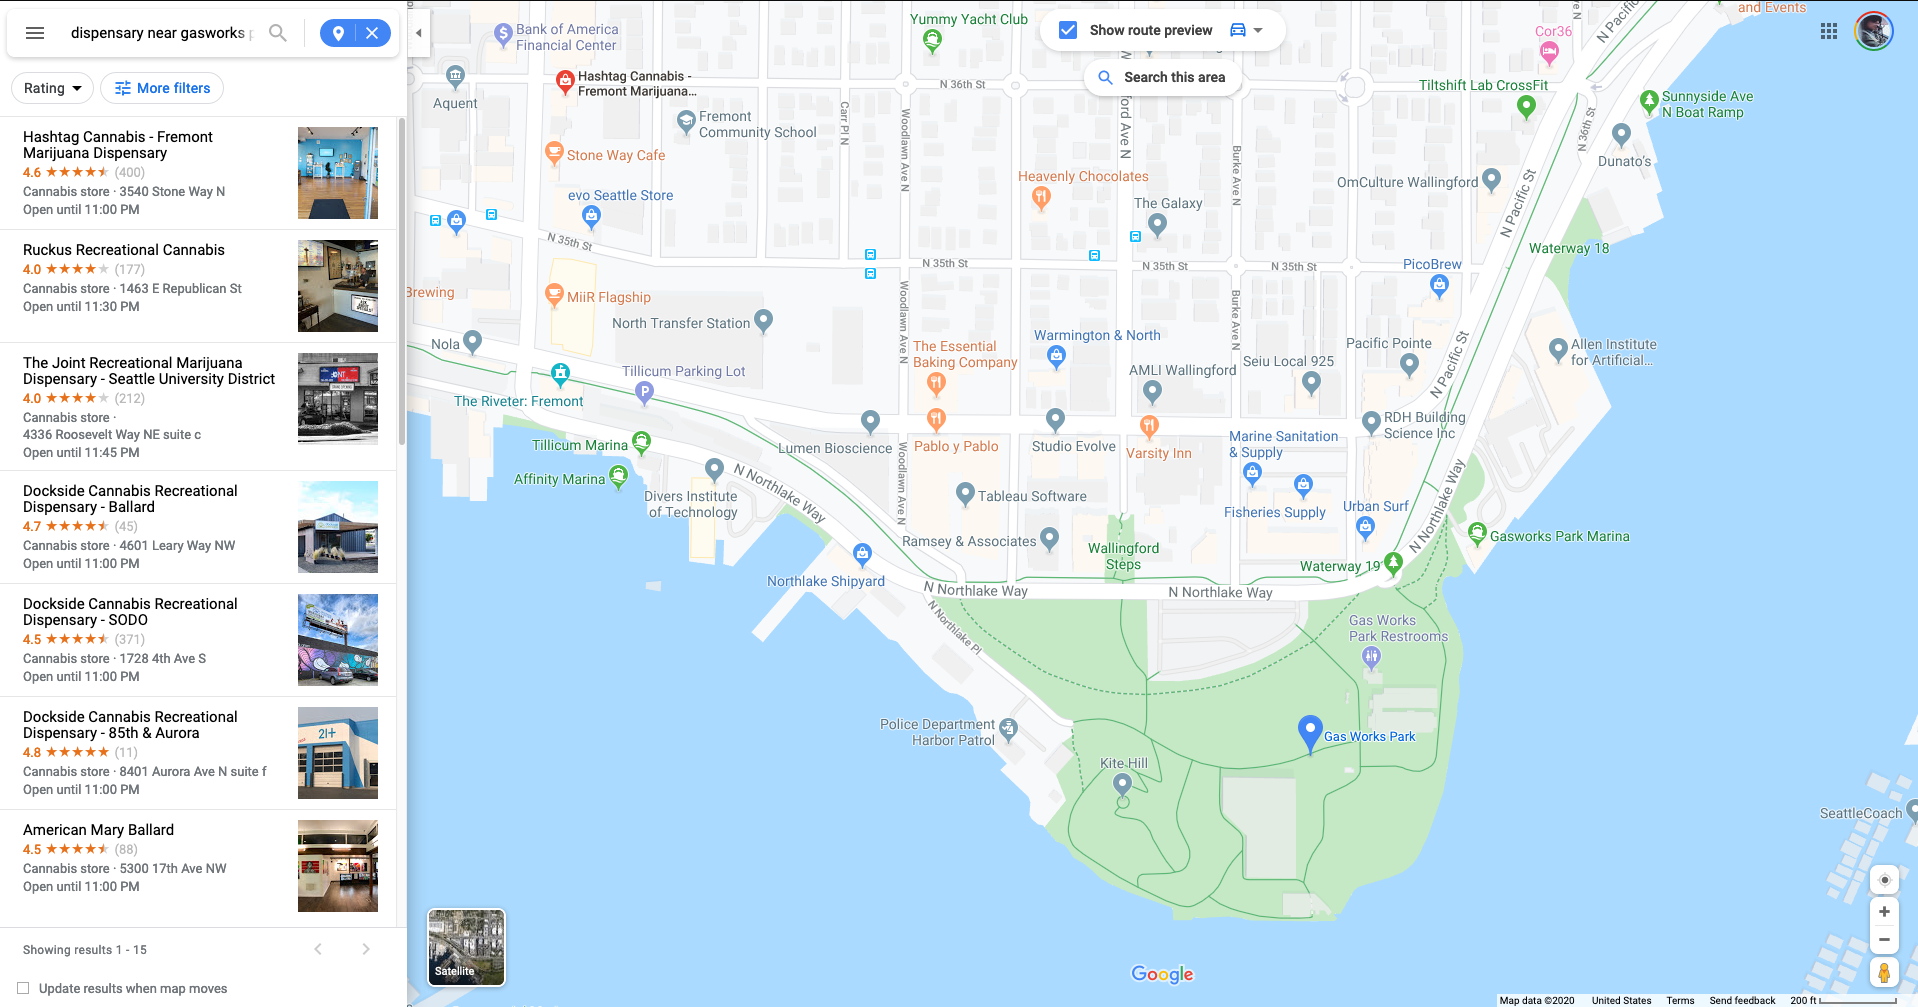 dispensary near gasworks
Rating
More filters
Hashtag Cannabis - Fremont
Marijuana Dispensary
4.6 (400)
Cannabis store · 3540 Stone Way N
Open until 11:00 PM
Ruckus Recreational Cannabis
4.0 (177)
Cannabis store · 1463 E Republican St
Open until 11:30 PM
The Joint Recreational Marijuana
Dispensary - Seattle University District
4.0 (212)
Cannabis store ·
4336 Roosevelt Way NE suite c
Open until 11:45 PM
Dockside Cannabis Recreational
Dispensary - Ballard
4.7 (45)
Cannabis store · 4601 Leary Way NW
Open until 11:00 PM
Dockside Cannabis Recreational
Dispensary - SODO
4.5 (371)
Cannabis store · 1728 4th Ave S
Open until 11:00 PM
Dockside Cannabis Recreational
Dispensary - 85th & Aurora
4.8 (11)
Cannabis store · 8401 Aurora Ave N suite f
Open until 11:00 PM
21+
American Mary Ballard
4.5 (88)
Cannabis store · 5300 17th Ave NW
Open until 11:00 PM
Showing results 1 - 15
Update results when map moves
Show route preview
Search this area
Bank of America
Financial Center
Yummy Yacht Club
and Events
Cor36
N Pacific
Hashtag Cannabis -
Fremont Marijuana...
Aquent
N 36th St
Tiltshift Lab CrossFit
Sunnyside Ave
N Boat Ramp
Fremont
Community School
Carr Pl N
Woodlawn Ave N
ford Ave N
Burke Ave N
N 36th St
Dunato's
Stone Way Cafe
Heavenly Chocolates
OmCulture Wallingford
evo Seattle Store
The Galaxy
N Pacific St
N 35th St
N 35th St
N 35th St
N 35th St
Waterway 18
PicoBrew
Brewing
MiiR Flagship
Woodlawn Ave N
Burke Ave N
North Transfer Station
Warmington & North
Nola
The Essential
Baking Company
Seiu Local 925
Pacific Pointe
N Pacific St
Allen Institute
for Artificial...
Tillicum Parking Lot
AMLI Wallingford
The Riveter: Fremont
RDH Building
Science Inc
Tillicum Marina
Lumen Bioscience
Pablo y Pablo
Studio Evolve
Varsity Inn
Marine Sanitation
& Supply
Affinity Marina
N Northlake Way
Woodlawn Ave N
N Northlake Way
Divers Institute
of Technology
Tableau Software
Fisheries Supply
Urban Surf
Ramsey & Associates
Wallingford
Steps
Gasworks Park Marina
Waterway 19
Northlake Shipyard
N Northlake Way
N Northlake Way
N Northlake Pl
Gas Works
Park Restrooms
Police Department
Harbor Patrol
Gas Works Park
Kite Hill
SeattleCoach
Satellite
Google
Map data ©2020 United States Terms Send feedback 200 ft